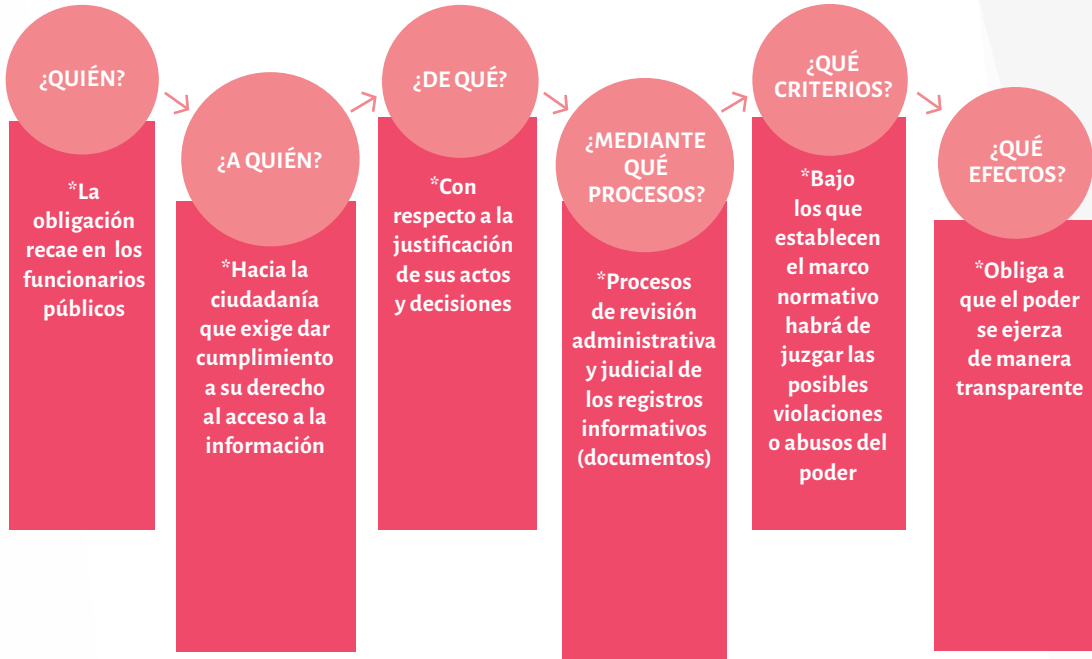 ¿QUIÉN?
*La
obligación
recae en los
funcionarios
públicos
¿A QUIÉN?
*Hacia la
ciudadanía
que exige dar
cumplimiento
a su derecho
al acceso a la
información
¿DE QUÉ?
*Con
respecto a la
justificación
de sus actos
y decisiones
¿MEDIANTE
QUÉ
PROCESOS?
*Procesos
de revisión
administrativa
y judicial de
los registros
informativos
(documentos)
¿QUÉ
CRITERIOS?
*Bajo
los que
establecen
el marco
normativo
habrá de
juzgar las
posibles
violaciones
o abusos del
poder
¿QUÉ
EFECTOS?
*Obliga a
que el poder
se ejerza
de manera
transparente